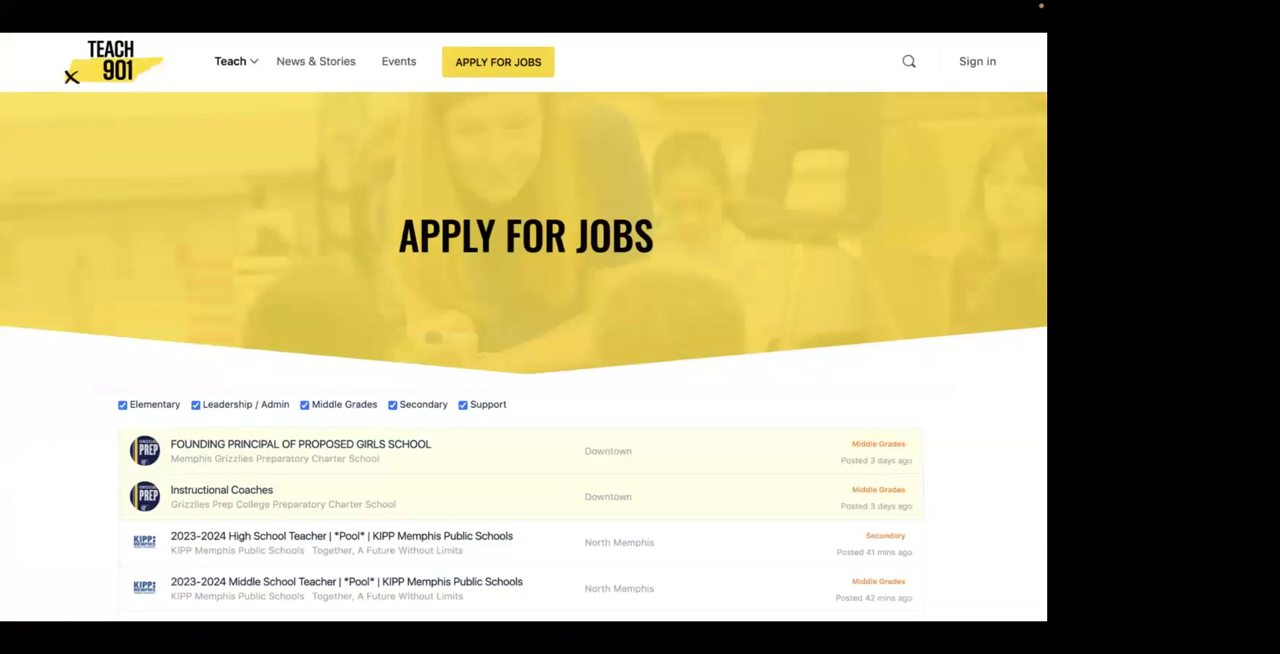 TEACH
901
Teach
News & Stories
Events
APPLY FOR JOBS
Sign in
APPLY FOR JOBS
Elementary
Leadership / Admin
Middle Grades
Secondary
Support
PREP
FOUNDING PRINCIPAL OF PROPOSED GIRLS SCHOOL
Memphis Grizzlies Preparatory Charter School
Downtown
Middle Grades
Posted 3 days ago
PREP
Instructional Coaches
Grizzlies Prep College Preparatory Charter School
Downtown
Middle Grades
Posted 3 days ago
KIPP:
2023-2024 High School Teacher | *Pool* | KIPP Memphis Public Schools
KIPP Memphis Public Schools Together, A Future Without Limits
North Memphis
Secondary
Posted 41 mins ago
KIPP:
2023-2024 Middle School Teacher | *Pool* | KIPP Memphis Public Schools
KIPP Memphis Public Schools Together, A Future Without Limits
North Memphis
Middle Grades
Posted 42 mins ago